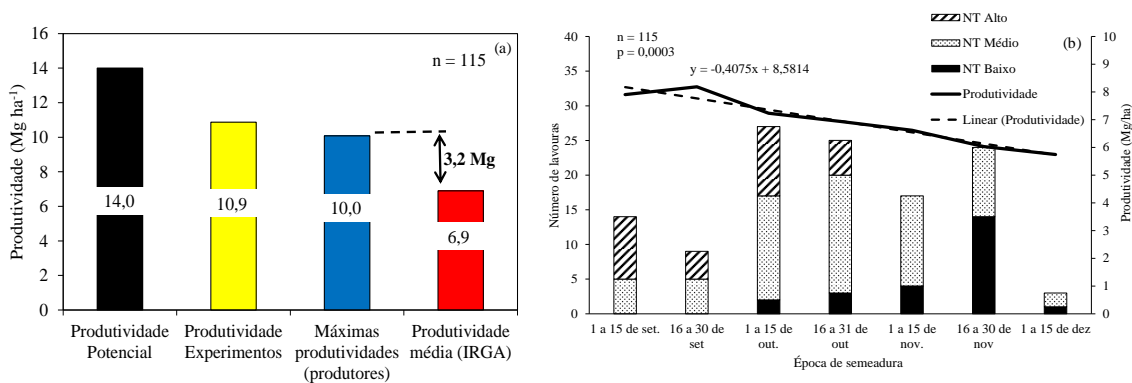 (a)
n = 115
3,2 Mg
14,0
10,9
10,0
6,9
Produtividade (Mg ha⁻¹)
16
14
12
10
8
6
4
2
0
Produtividade Potencial
Produtividade Experimentos
Máximas produtividades (produtores)
Produtividade média (IRGA)
NT Alto
NT Médio
NT Baixo
Produtividade
Linear (Produtividade)
(b)
n = 115
p = 0,0003
y = -0,4075x + 8,5814
Número de lavouras
40
35
30
25
20
15
10
5
0
Produtividade (Mg/ha)
10
9
8
7
6
5
4
3
2
1
0
1 a 15 de set.
16 a 30 de set
1 a 15 de out.
16 a 31 de out
1 a 15 de nov.
16 a 30 de nov
1 a 15 de dez
Época de semeadura